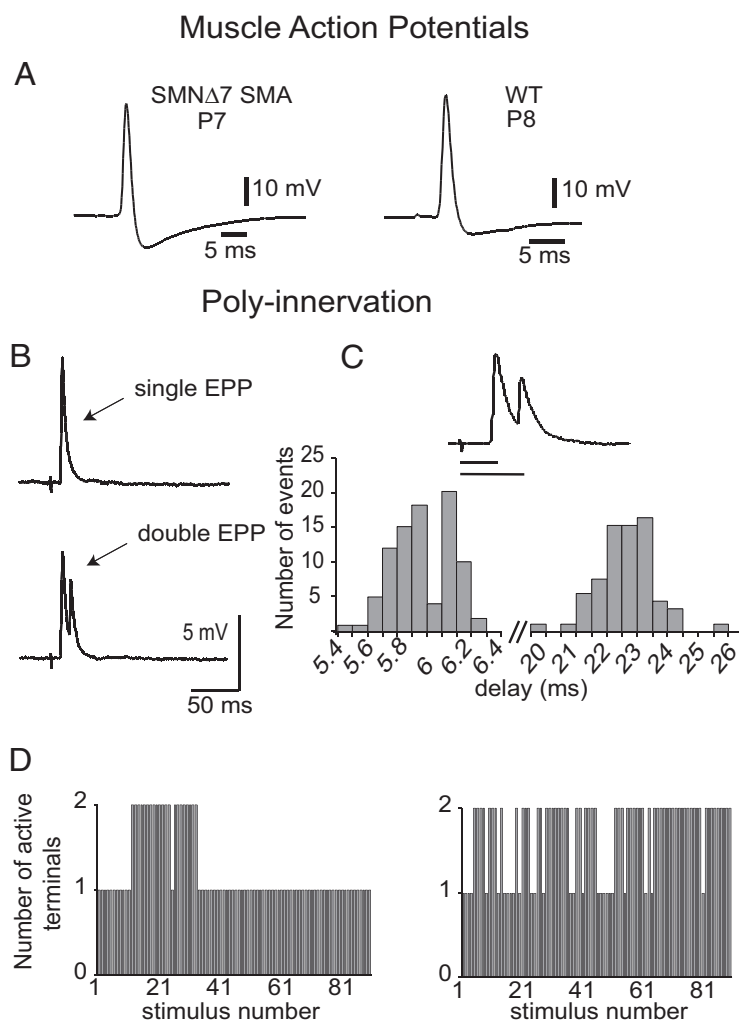 Muscle Action Potentials
A
SMNΔ7 SMA
P7
WT
P8
10 mV
10 mV
5 ms
5 ms
Poly-innervation
B
single EPP
double EPP
5 mV
50 ms
C
Number of events
25
20
15
10
5
5.4 5.6 5.8 6 6.2 6.4 20 21 22 23 24 25 26
delay (ms)
D
Number of active
terminals
2
1
0
1 21 41 61 81
stimulus number
2
1
0
1 21 41 61 81
stimulus number